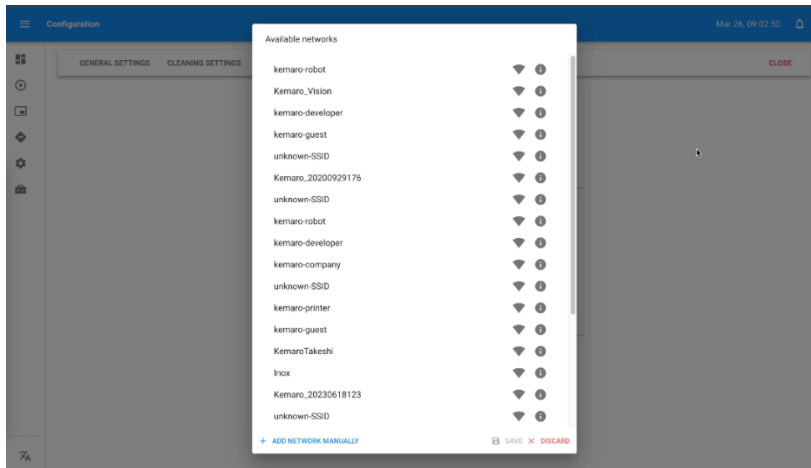 Configuration
Mar 26, 09:02:50
GENERAL SETTINGS CLEANING SETTINGS
CLOSE
Available networks
kemaro-robot
Kemaro_Vision
kemaro-developer
kemaro-guest
unknown-SSID
Kemaro_20200929176
unknown-SSID
kemaro-robot
kemaro-developer
kemaro-company
unknown-SSID
kemaro-printer
kemaro-guest
KemaroTakeshi
Inox
Kemaro_20230618123
unknown-SSID
+ ADD NETWORK MANUALLY
SAVE
DISCARD